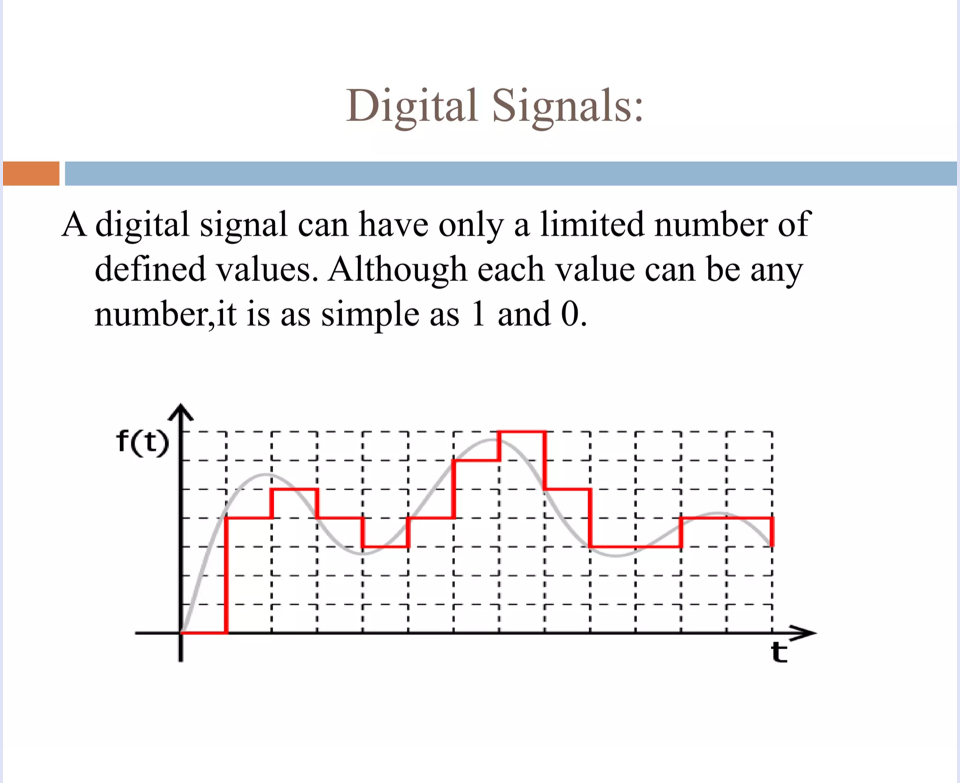 Digital Signals:
A digital signal can have only a limited number of
defined values. Although each value can be any
number,it is as simple as 1 and 0.
f(t)
t